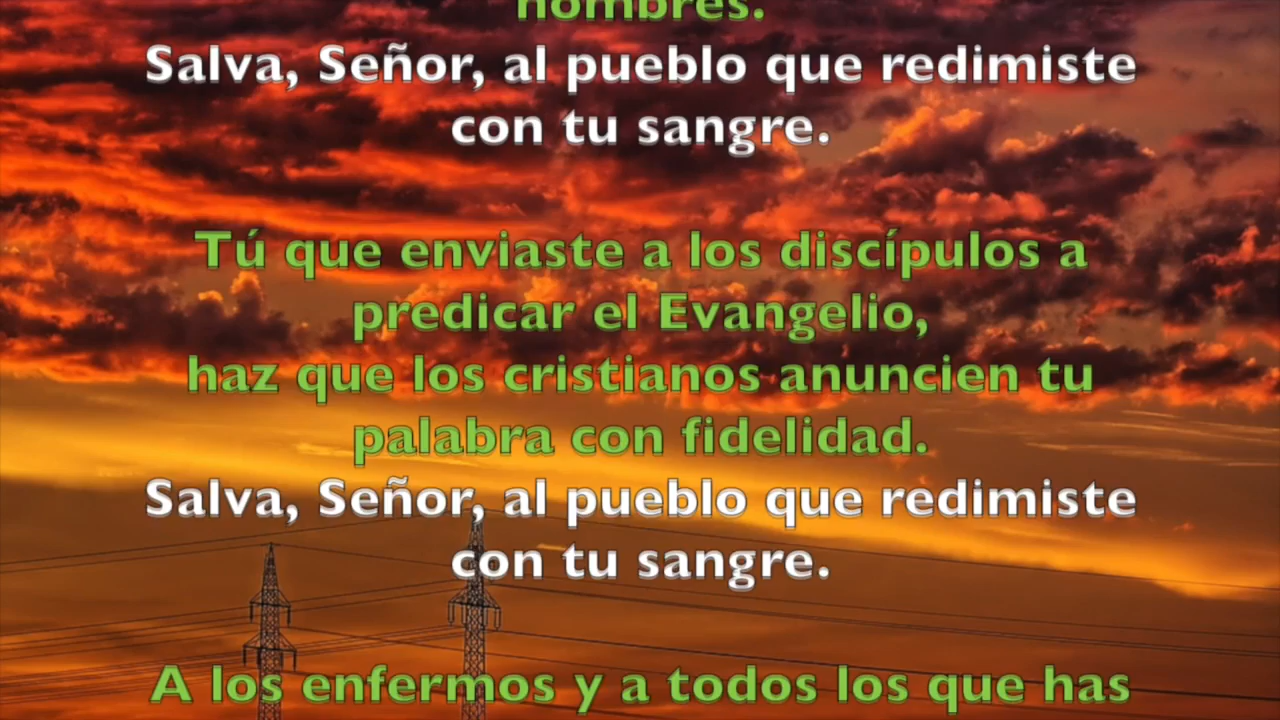 hombres.
Salva, Señor, al pueblo que redimiste
con tu sangre.
Tú que enviaste a los discípulos a
predicar el Evangelio,
haz que los cristianos anuncien tu
palabra con fidelidad.
Salva, Señor, al pueblo que redimiste
con tu sangre.
A los enfermos y a todos los que has